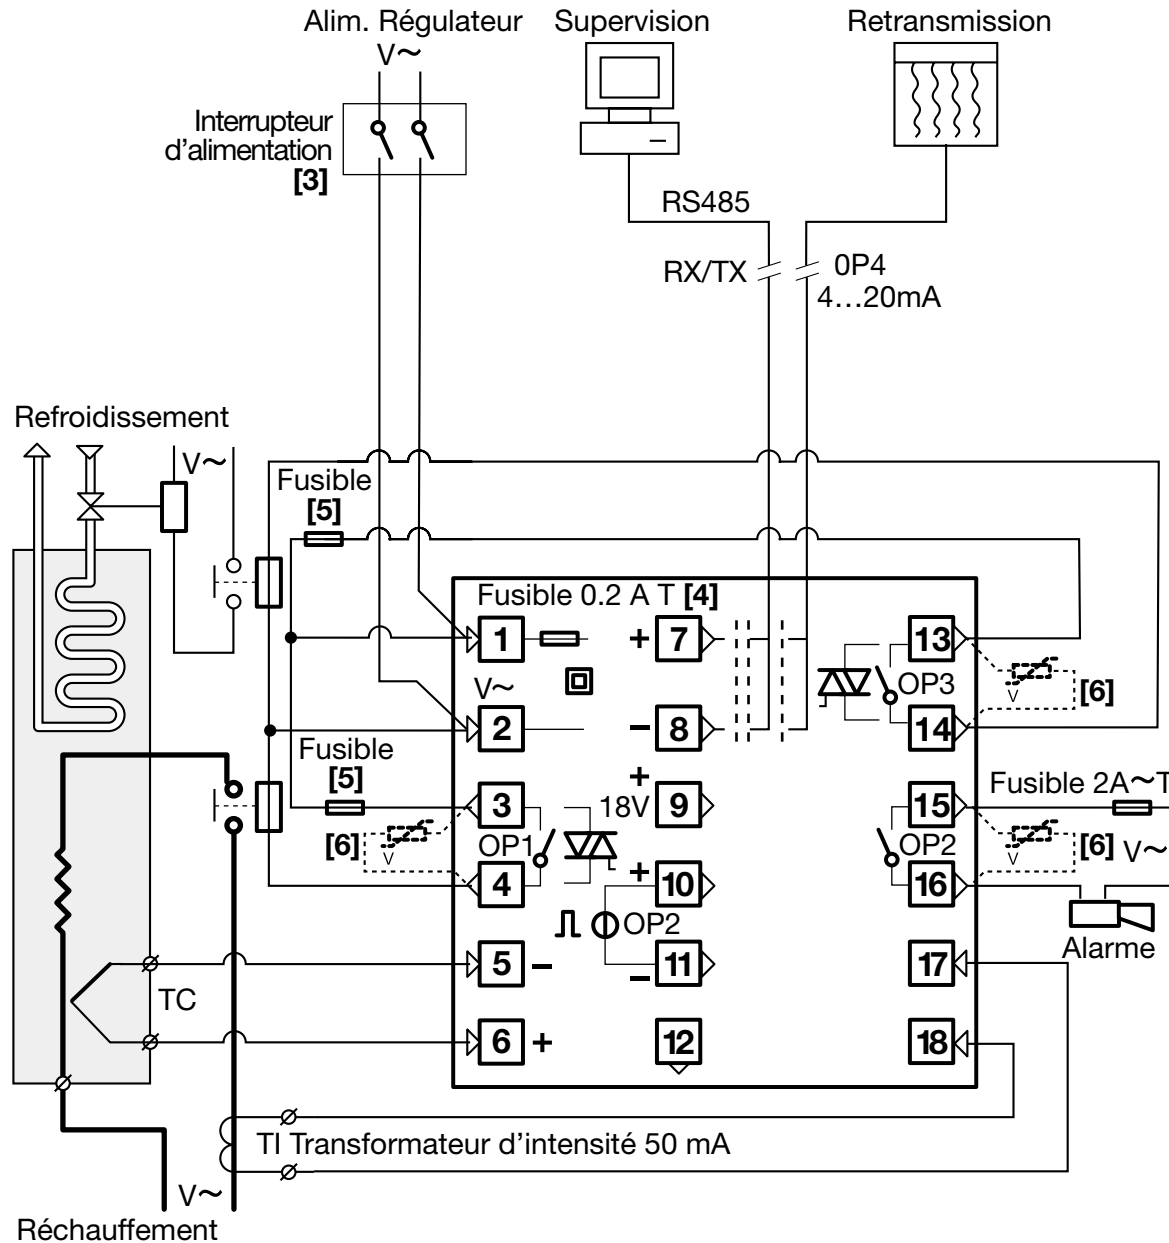 Alim. Régulateur
V~
Supervision
Retransmission
Interrupteur
d'alimentation
[3]
RS485
RX/TX
0P4
4...20mA
Refroidissement
V~
Fusible
[5]
Fusible 0.2 A T [4]
1
+ 7
13
V~
OP3
V
[6]
2
- 8
14
Fusible
[5]
+
3
18V 9
15
Fusible 2A~T
[6]
V
OP1
OP2
V
[6] V~
4
+ 10
16
OP2
Alarme
5 -
- 11
17
TC
6 +
12
18
TI Transformateur d'intensité 50 mA
V~
Réchauffement